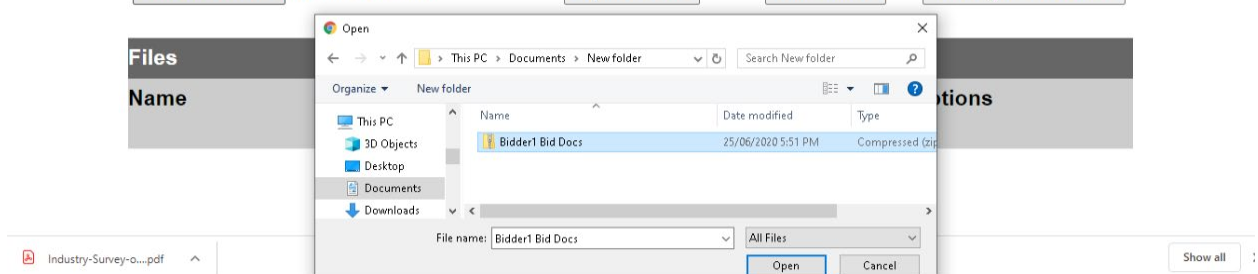 Open
Files
This PC > Documents > New folder
Search New folder
Organize
New folder
Name
tions
Name
Date modified
Type
This PC
3D Objects
Desktop
Documents
Downloads
Bidder1 Bid Docs
25/06/2020 5:51 PM
Compressed (zip
File name: Bidder1 Bid Docs
All Files
Open
Cancel
Industry-Survey-o....pdf
Show all